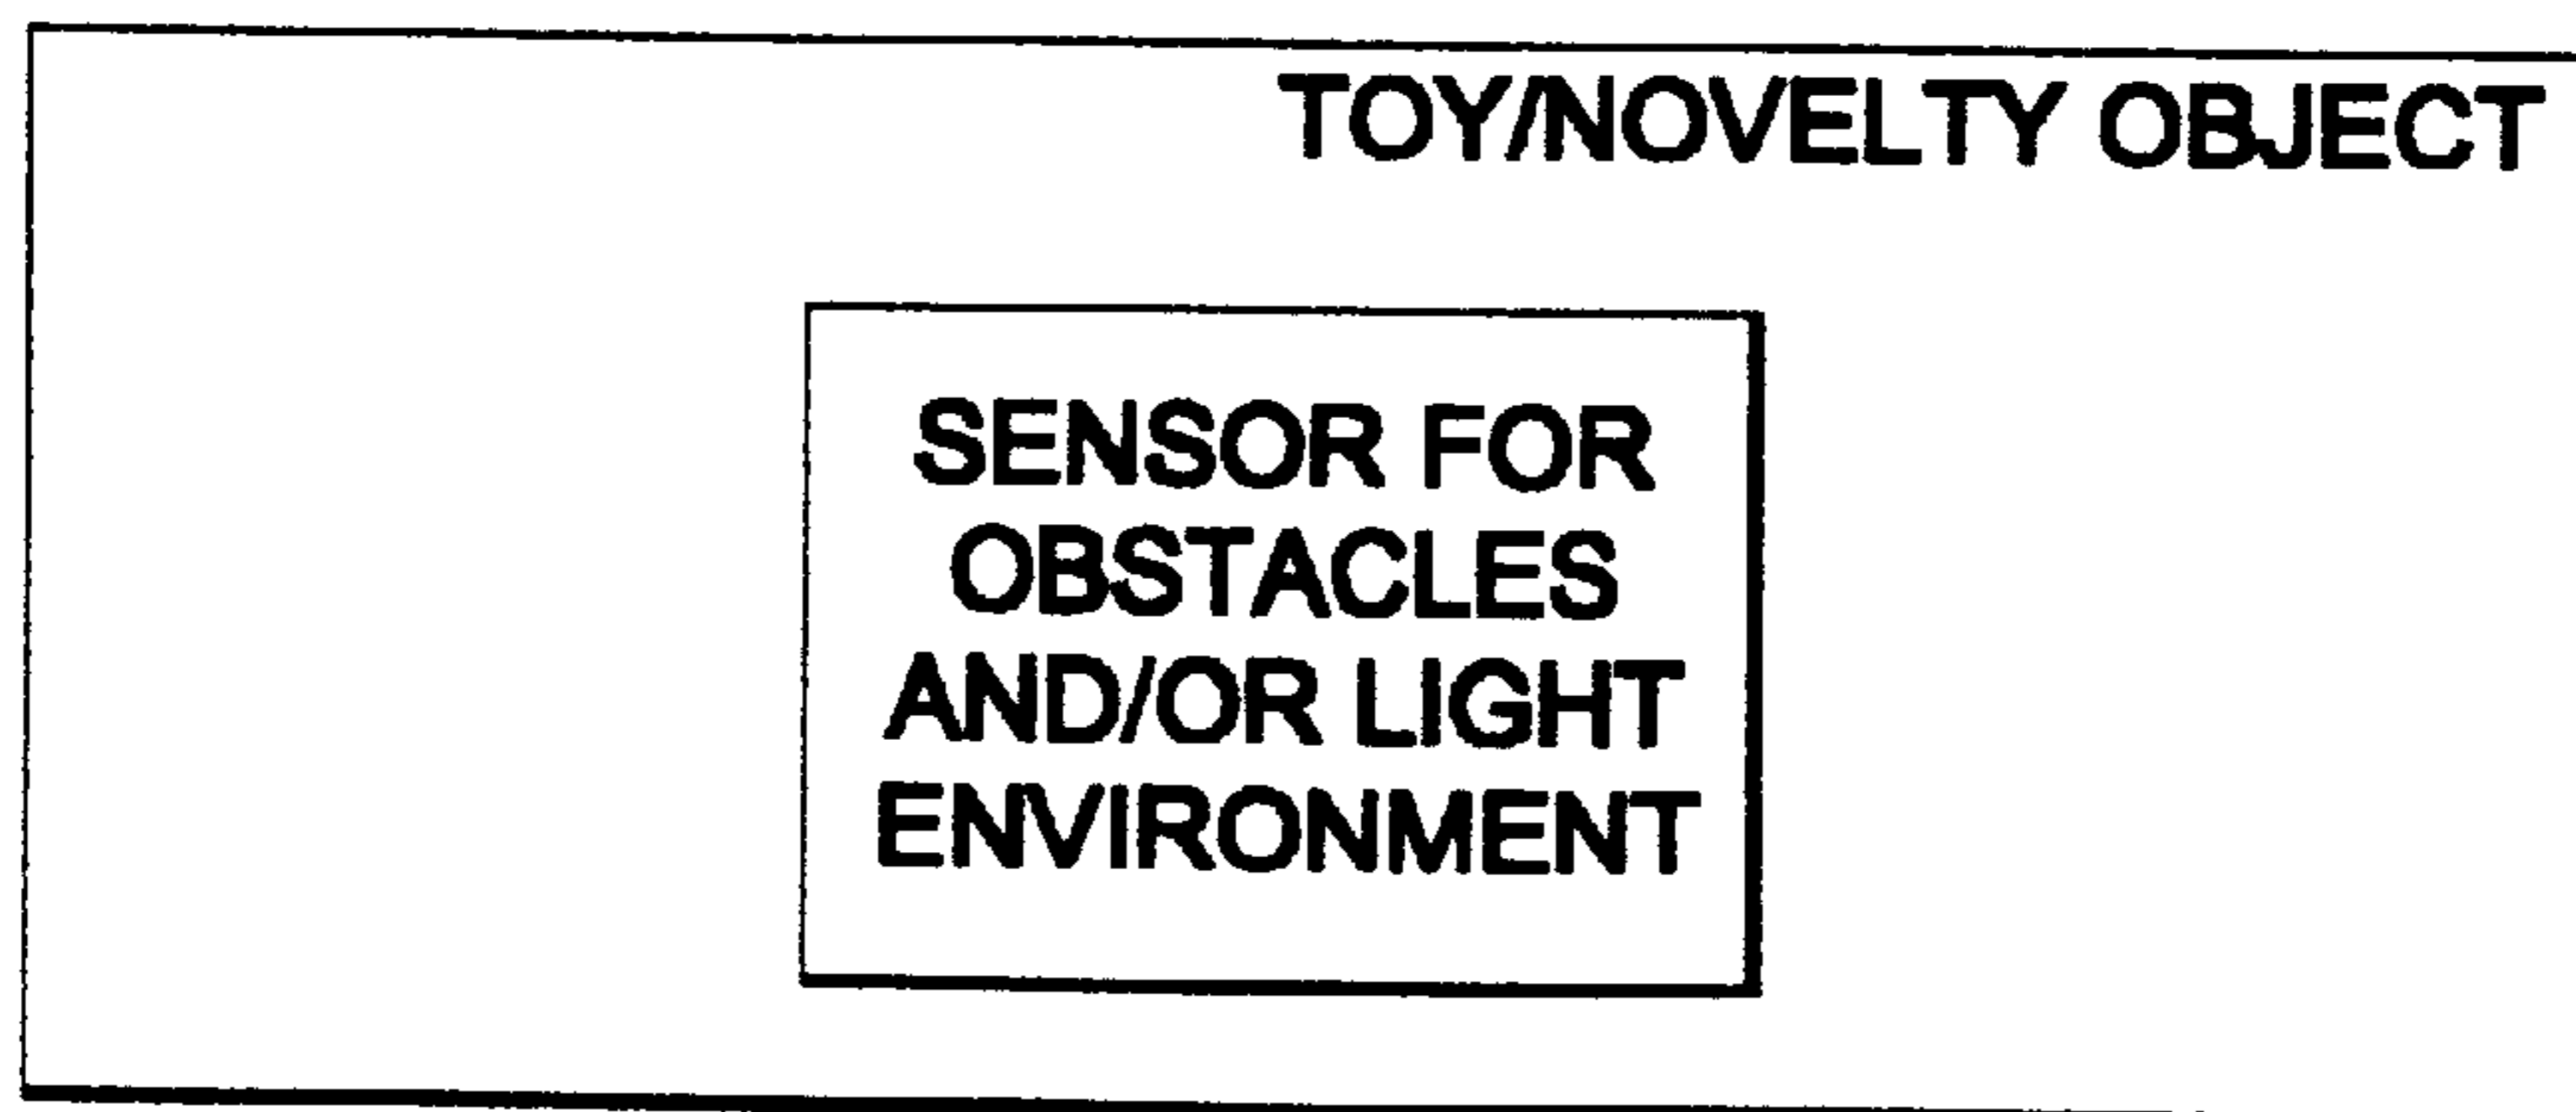 TOY/NOVELTY OBJECT
SENSOR FOR
OBSTACLES
AND/OR LIGHT
ENVIRONMENT